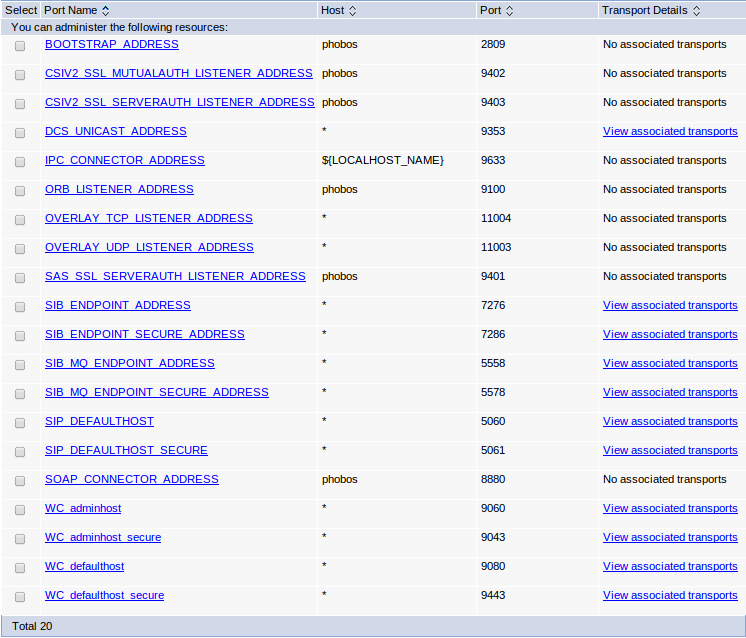 Select Port Name Host Port Transport Details
You can administer the following resources:
BOOTSTRAP_ADDRESS phobos 2809 No associated transports
CSIV2_SSL_MUTUALAUTH_LISTENER_ADDRESS phobos 9402 No associated transports
CSIV2_SSL_SERVERAUTH_LISTENER_ADDRESS phobos 9403 No associated transports
DCS_UNICAST_ADDRESS * 9353 View associated transports
IPC_CONNECTOR_ADDRESS ${LOCALHOST_NAME} 9633 No associated transports
ORB_LISTENER_ADDRESS phobos 9100 No associated transports
OVERLAY_TCP_LISTENER_ADDRESS * 11004 No associated transports
OVERLAY_UDP_LISTENER_ADDRESS * 11003 No associated transports
SAS_SSL_SERVERAUTH_LISTENER_ADDRESS phobos 9401 No associated transports
SIB_ENDPOINT_ADDRESS * 7276 View associated transports
SIB_ENDPOINT_SECURE_ADDRESS * 7286 View associated transports
SIB_MQ_ENDPOINT_ADDRESS * 5558 View associated transports
SIB_MQ_ENDPOINT_SECURE_ADDRESS * 5578 View associated transports
SIP_DEFAULTHOST * 5060 View associated transports
SIP_DEFAULTHOST_SECURE * 5061 View associated transports
SOAP_CONNECTOR_ADDRESS phobos 8880 No associated transports
WC_adminhost * 9060 View associated transports
WC_adminhost_secure * 9043 View associated transports
WC_defaulthost * 9080 View associated transports
WC_defaulthost_secure * 9443 View associated transports
Total 20